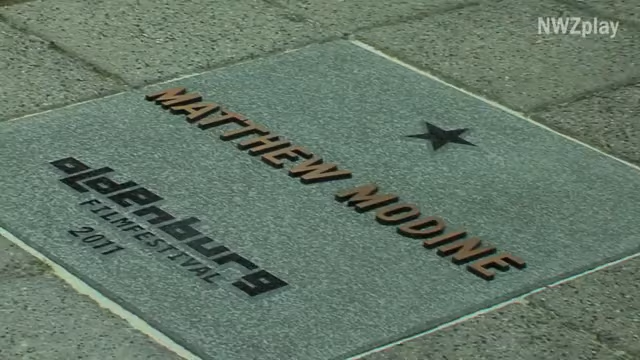 NWZplay
MATTHEW MODINE
oldenburg
FILMFESTIVAL
2011